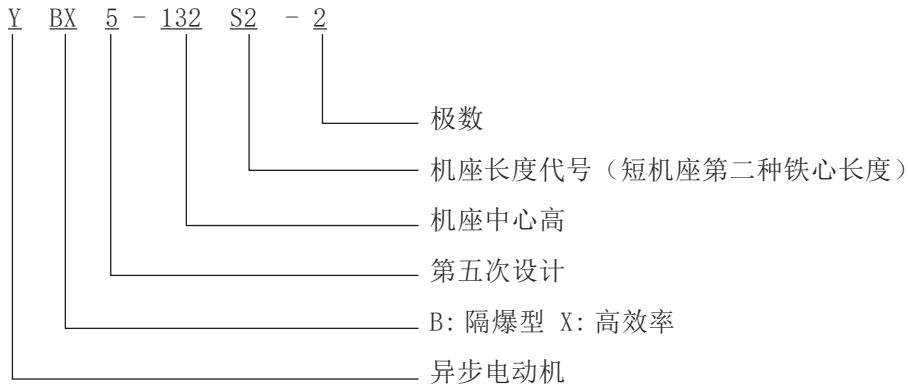 Y BX 5 - 132 S2 - 2
极数
机座长度代号（短机座第二种铁心长度）
机座中心高
第五次设计
B: 隔爆型 X: 高效率
异步电动机